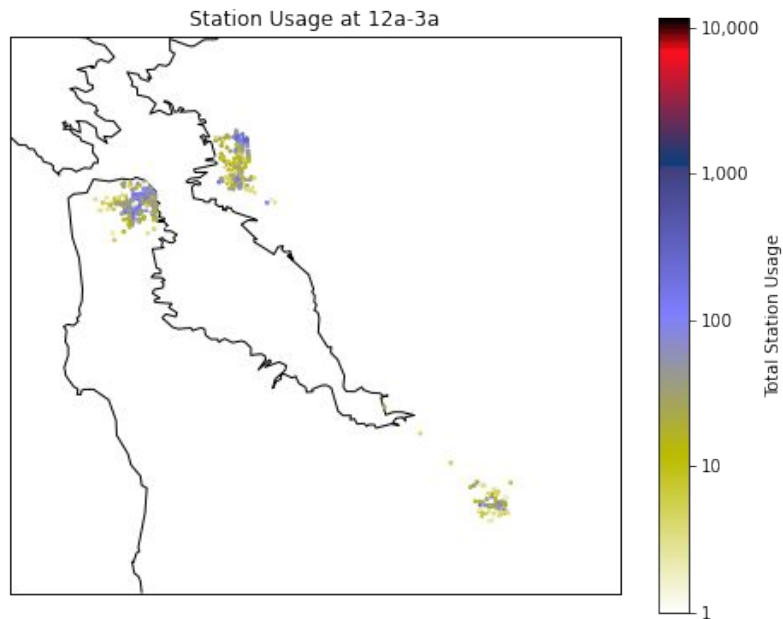 Station Usage at 12a-3a
10,000
1,000
100
10
1
Total Station Usage